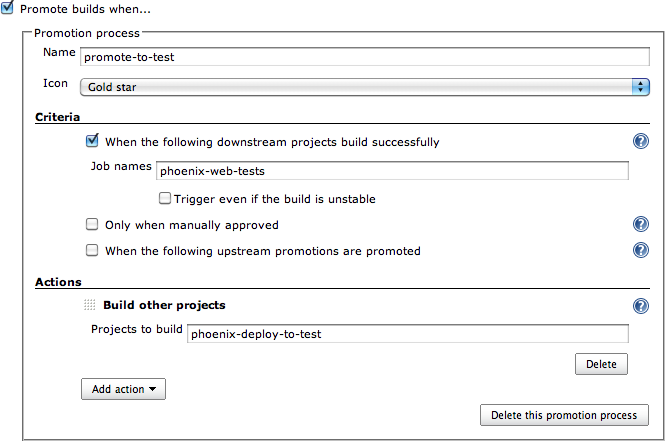 Promote builds when...
Promotion process
Name promote-to-test
Icon Gold star
Criteria
When the following downstream projects build successfully
Job names phoenix-web-tests
Trigger even if the build is unstable
Only when manually approved
When the following upstream promotions are promoted
Actions
Build other projects
Projects to build phoenix-deploy-to-test
Delete
Add action
Delete this promotion process